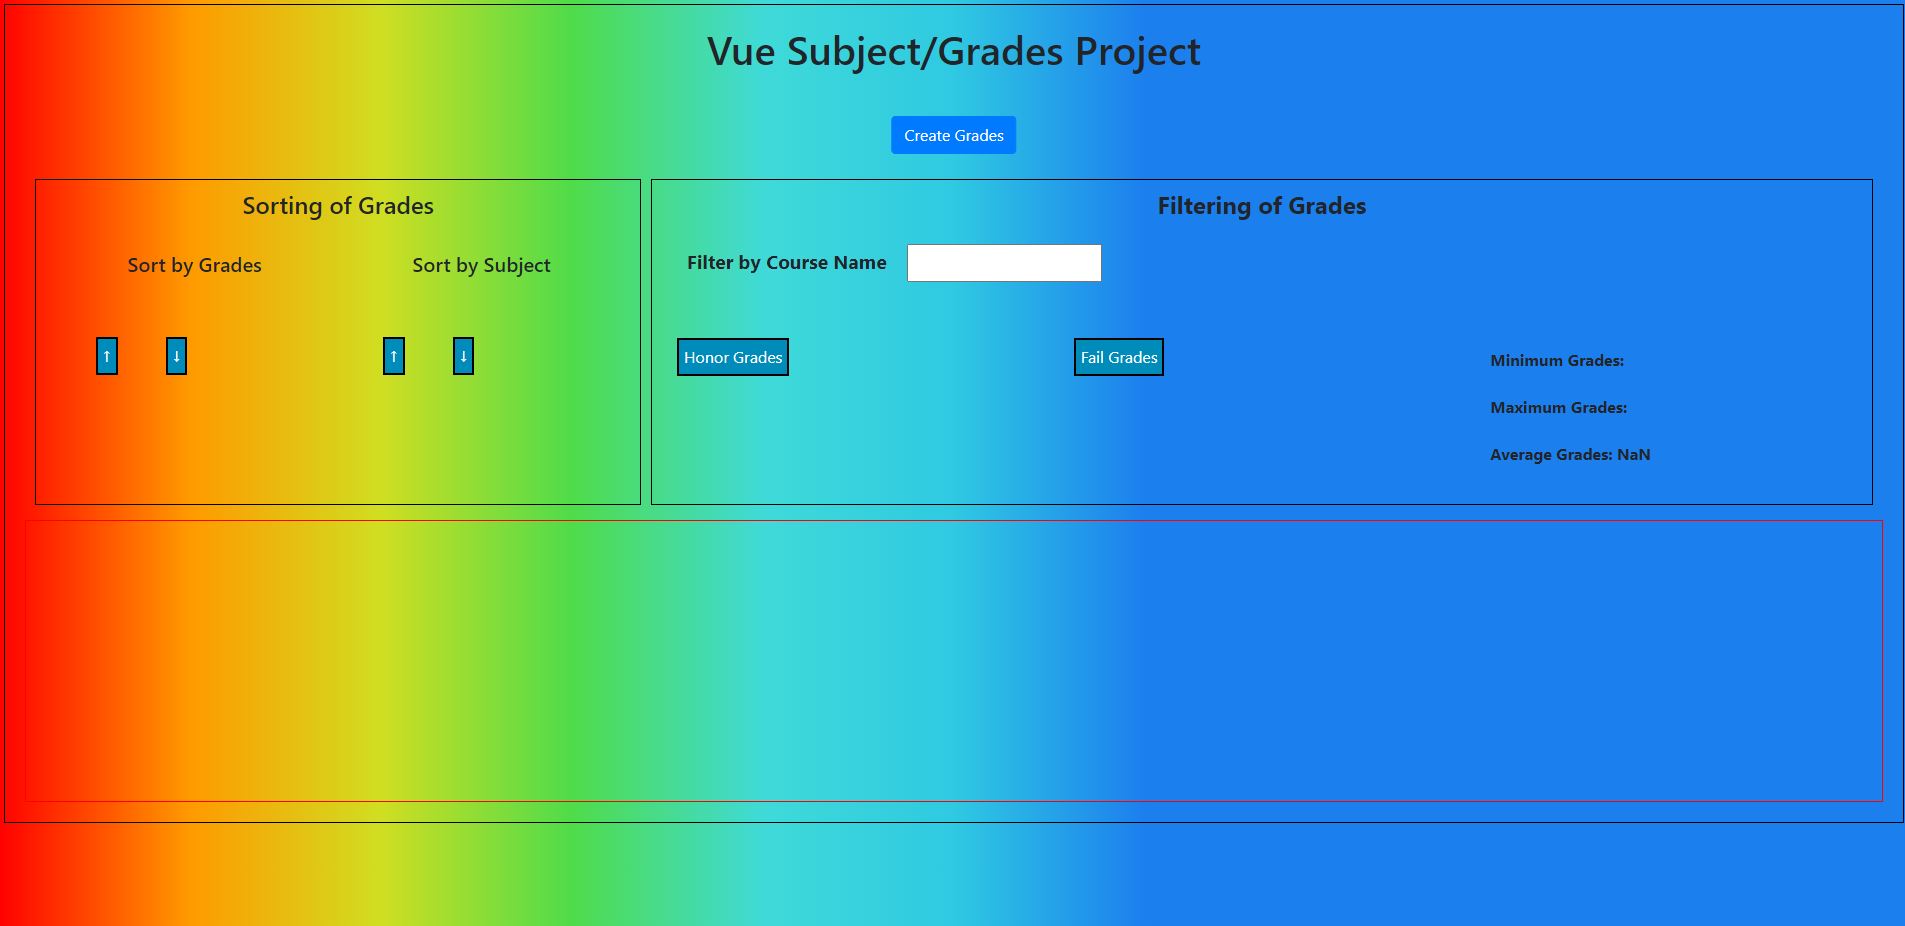 Vue Subject/Grades Project
Create Grades
Sorting of Grades
Sort by Grades
Sort by Subject
↑
↓
↑
↓
Filtering of Grades
Filter by Course Name
Honor Grades
Fail Grades
Minimum Grades:
Maximum Grades:
Average Grades: NaN